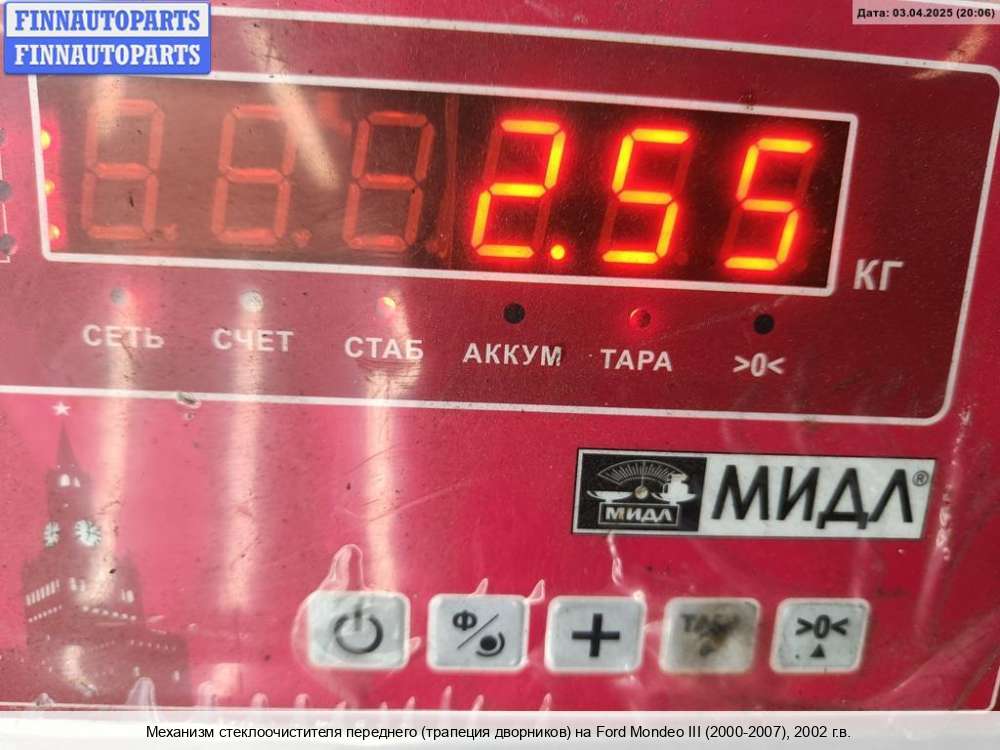 FINNAUTOPARTS
FINNAUTOPARTS
Дата: 03.04.2025 (20:06)
2.55
КГ
СЕТЬ СЧЕТ СТАБ АККУМ ТАРА >0<
МИДЛ МИДЛ®
Ф + >0<
Механизм стеклоочистителя переднего (трапеция дворников) на Ford Mondeo III (2000-2007), 2002 г.в.